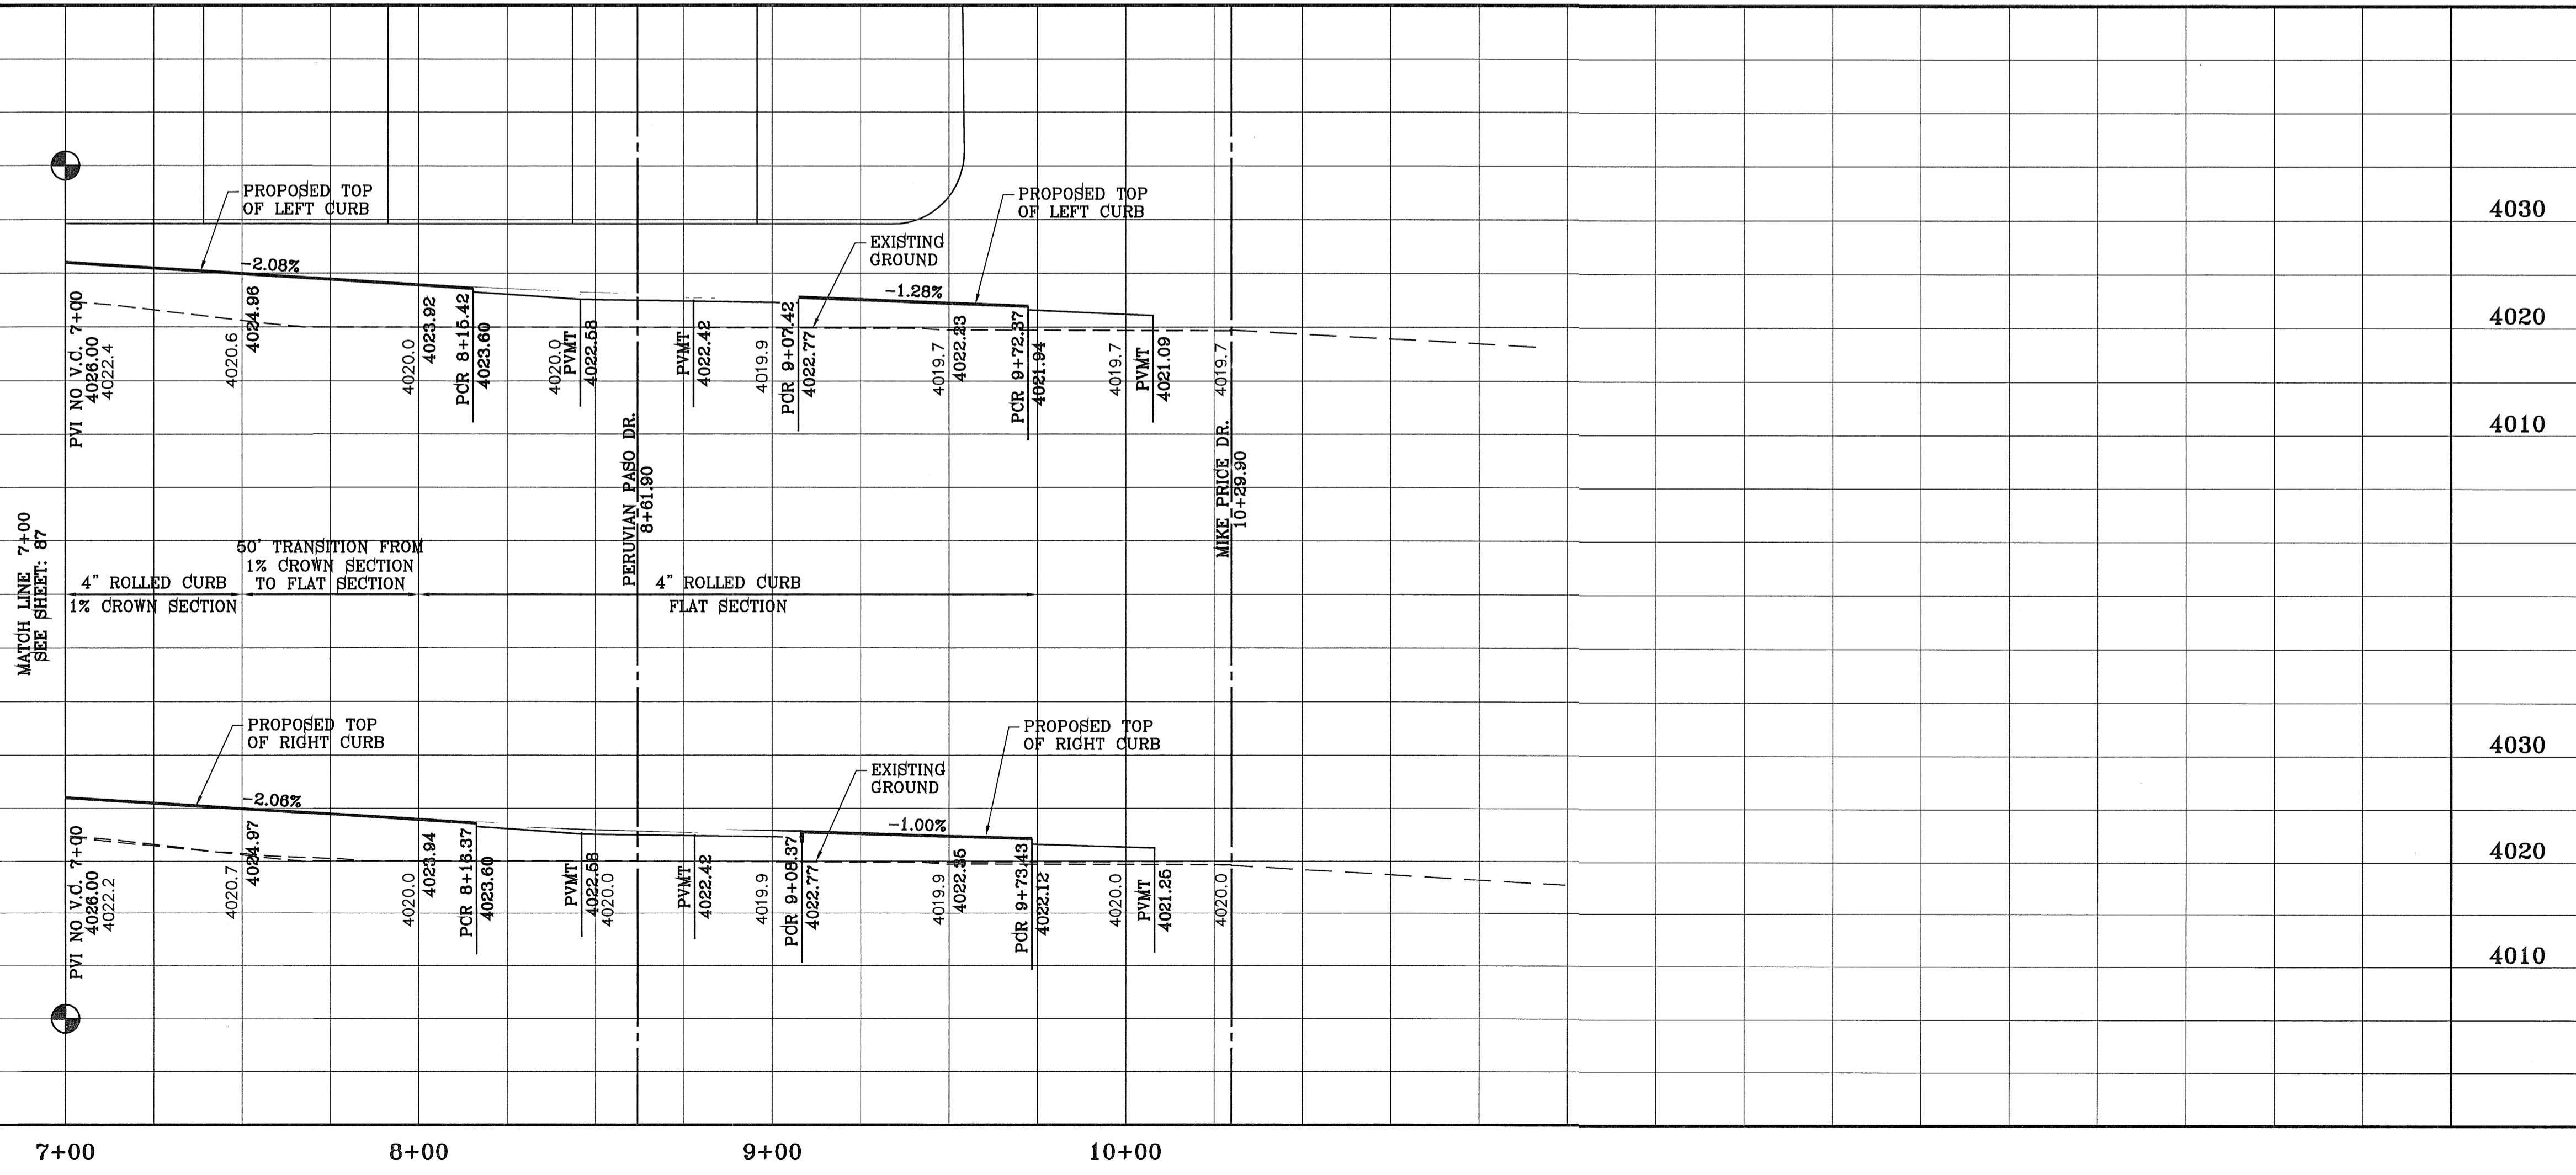 PROPOSED TOP
OF LEFT CURB
PROPOSED TOP
OF LEFT CURB
4030
EXISTING
GROUND
-2.08%
-1.28%
PVI NO V.C. 7+00
4026.00
4022.4
4020.6
4024.96
4020.0
4023.92
PCR 8+15.42
4023.60
4020.0
PVMT
4022.58
PVMT
4022.42
4019.9
PCR 9+07.42
4022.77
4019.7
4022.23
PCR 9+72.37
4021.94
4019.7
PVMT
4021.09
4019.7
4020
4010
PERUVIAN PASO DR.
8+61.90
MIKE PRICE DR.
10+29.90
MATCH LINE 7+00
SEE SHEET: 87
4" ROLLED CURB
1% CROWN SECTION
50' TRANSITION FROM
1% CROWN SECTION
TO FLAT SECTION
4" ROLLED CURB
FLAT SECTION
PROPOSED TOP
OF RIGHT CURB
PROPOSED TOP
OF RIGHT CURB
4030
EXISTING
GROUND
-2.06%
-1.00%
PVI NO V.C. 7+00
4026.00
4022.2
4020.7
4024.97
4020.0
4023.94
PCR 8+16.37
4023.60
PVMT
4022.58
4020.0
PVMT
4022.42
4019.9
PCR 9+08.37
4022.77
4019.9
4022.35
PCR 9+73.43
4022.12
4020.0
PVMT
4021.25
4020.0
4020
4010
7+00
8+00
9+00
10+00